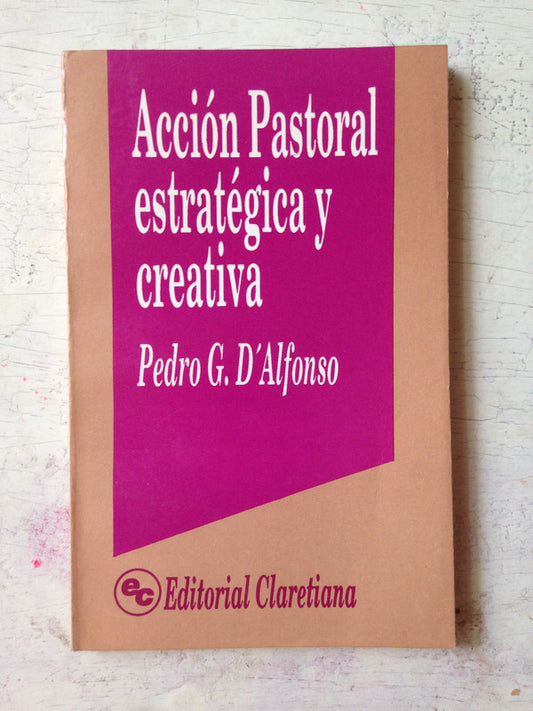 Acción Pastoral
estratégica y
creativa
Pedro G. D´Alfonso
ec Editorial Claretiana